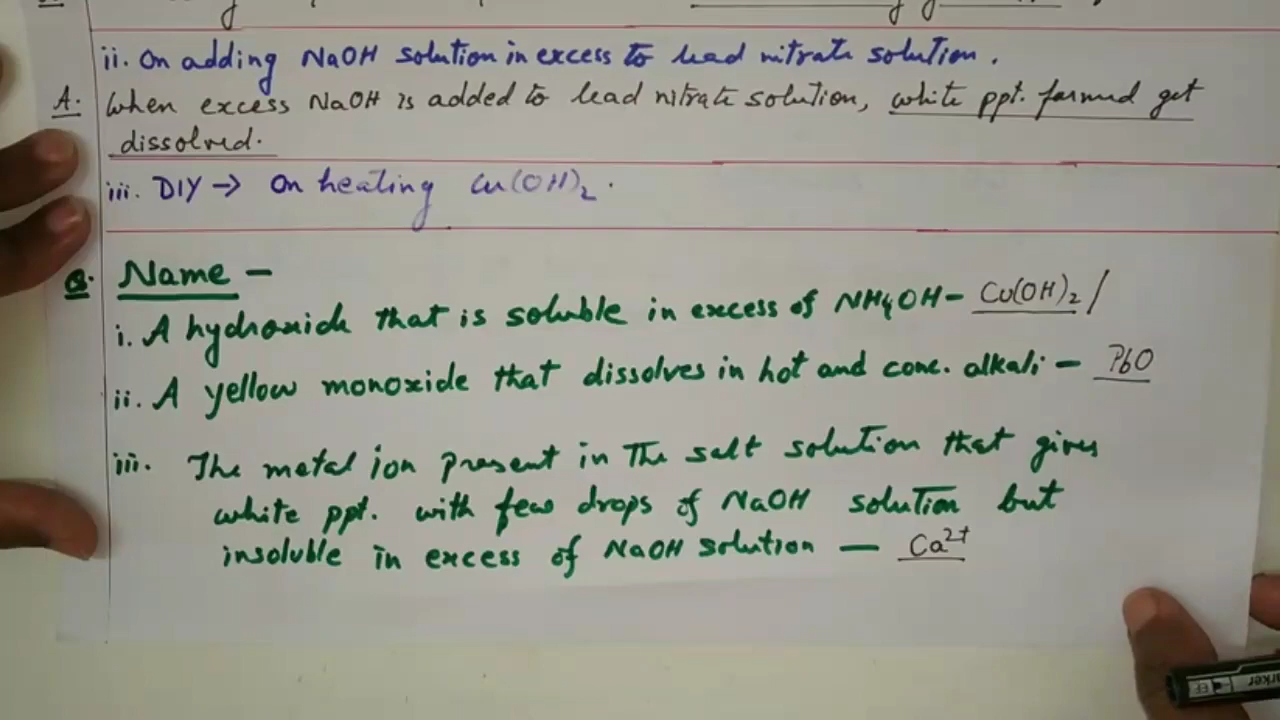 ii. On adding NaOH solution in excess to lead nitrate solution.
A. When excess NaOH is added to lead nitrate solution, white ppt. formed get
dissolved.
iii. DIY → On heating Cu(OH)₂.
Q. Name –
i. A hydroxide that is soluble in excess of NH₄OH – Cu(OH)₂ /
ii. A yellow monoxide that dissolves in hot and conc. alkali – PbO
iii. The metal ion present in the salt solution that gives
white ppt. with few drops of NaOH solution but
insoluble in excess of NaOH solution – Ca²⁺